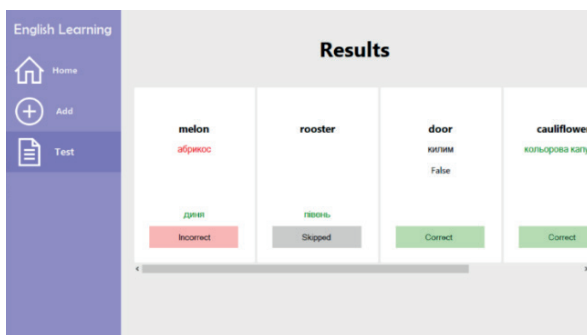 English Learning
Home
Add
Test
Results
melon
абрикос
диня
Incorrect
rooster
півень
Skipped
door
килим
False
Correct
cauliflowe
кольорова кап
Correct